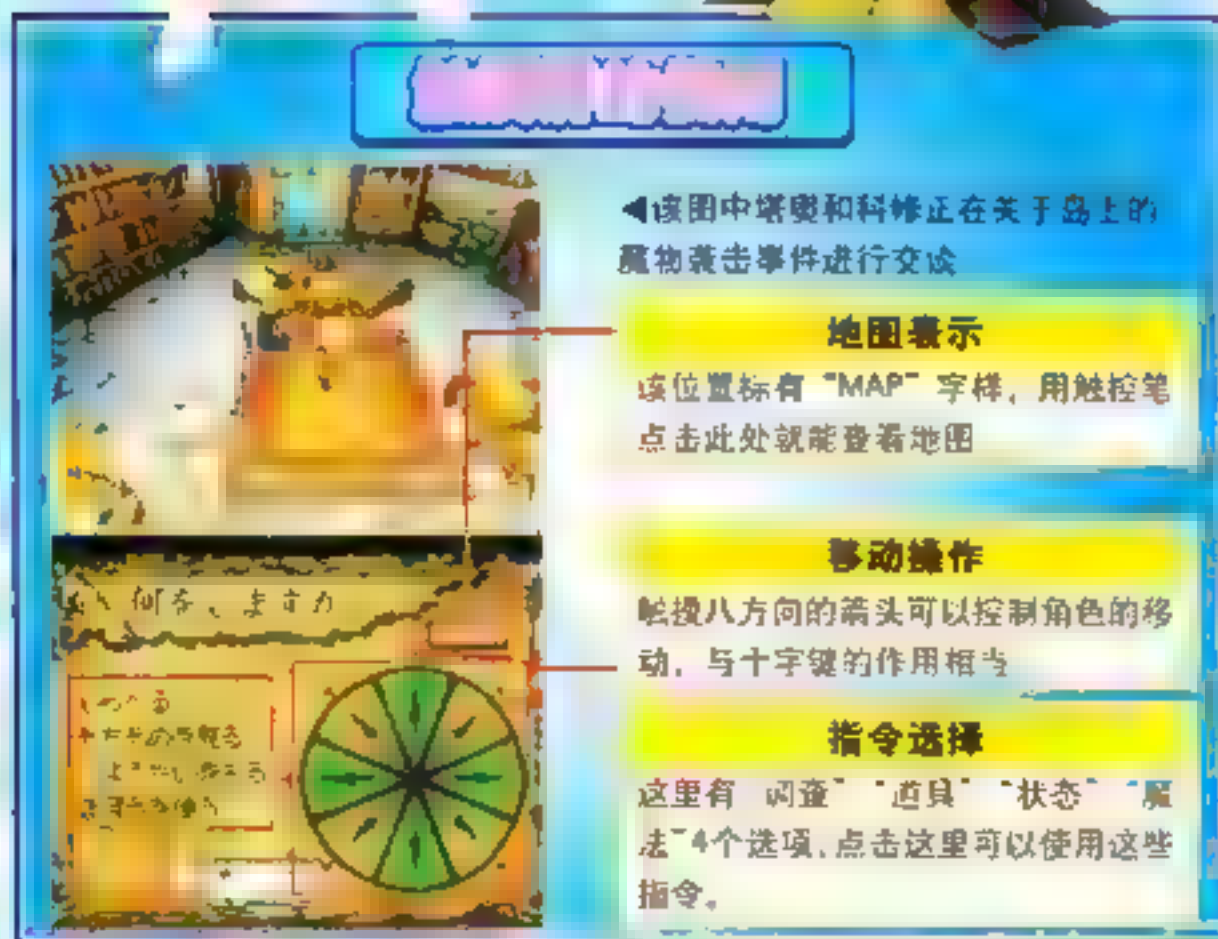 ◀该图中塔奥和科修正在关于岛上的
魔物袭击事件进行交谈
地图表示
该位置标有“MAP”字样,用触控笔
点击此处就能查看地图
移动操作
触摸八方向的箭头可以控制角色的移
动,与十字键的作用相当
指令选择
这里有“调查”“道具”“状态”“魔
法”4个选项,点击这里可以使用这些
指令。